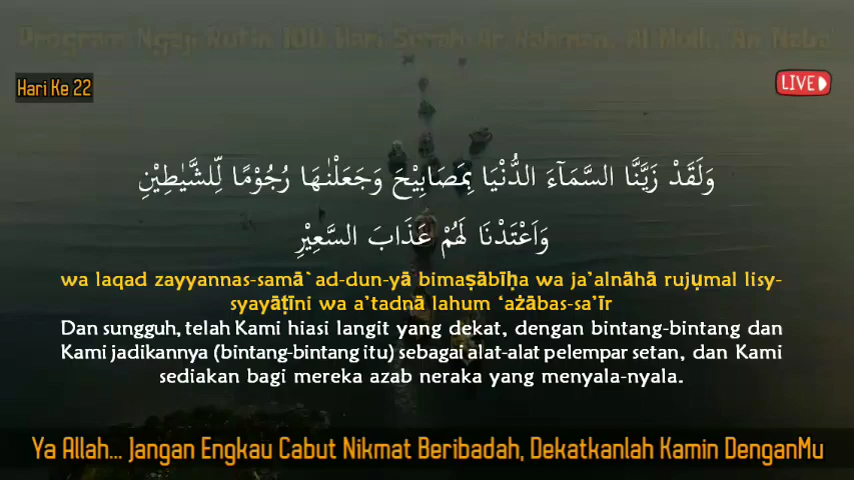 Program Ngaji Rutin 100 Hari Surah Ar Rahman, Al Mulk, An Naba'
Hari Ke 22
LIVE
وَلَقَدْ زَيَّنَّا السَّمَاۤءَ الدُّنْيَا بِمَصَابِيْحَ وَجَعَلْنٰهَا رُجُوْمًا لِّلشَّيٰطِيْنِ
وَاَعْتَدْنَا لَهُمْ عَذَابَ السَّعِيْرِ
wa laqad zayyannas-samā`ad-dun-yā bimaṣābīḥa wa ja’alnāhā rujụmal lisy-
syayāṭīni wa a’tadnā lahum ‘ażābas-sa’īr
Dan sungguh, telah Kami hiasi langit yang dekat, dengan bintang-bintang dan
Kami jadikannya (bintang-bintang itu) sebagai alat-alat pelempar setan, dan Kami
sediakan bagi mereka azab neraka yang menyala-nyala.
Ya Allah... Jangan Engkau Cabut Nikmat Beribadah, Dekatkanlah Kamin DenganMu